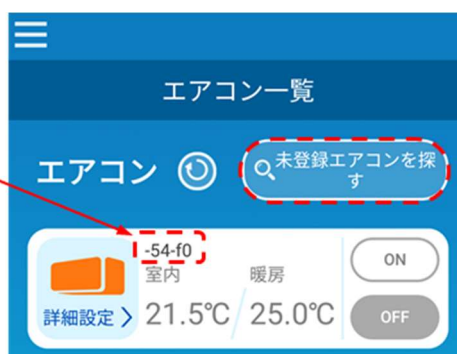 エアコン一覧
エアコン
未登録エアコンを探
す
-54-f0
室内
暖房
ON
詳細設定
21.5℃
25.0℃
OFF